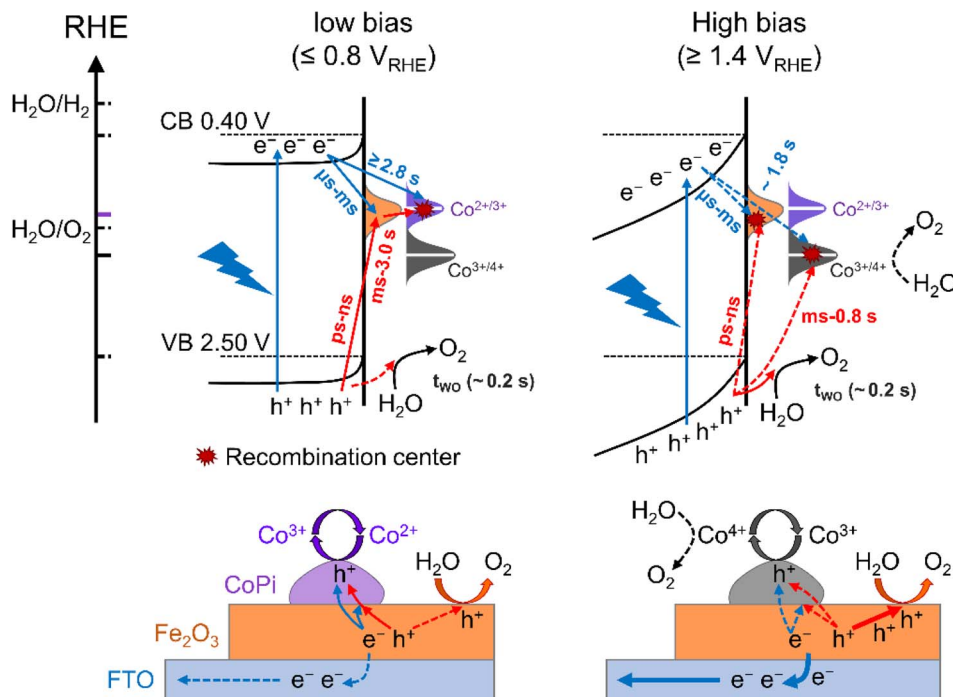 RHE
H₂O/H₂
H₂O/O₂
low bias
(≤ 0.8 V_RHE)
CB 0.40 V
e⁻ e⁻ e⁻
≥2.8 s
µs-ms
Co²⁺/³⁺
Co³⁺/⁴⁺
ps-ns
ms-3.0 s
VB 2.50 V
O₂
t_WO (~ 0.2 s)
h⁺ h⁺ h⁺
H₂O
High bias
(≥ 1.4 V_RHE)
e⁻ e⁻ e⁻ e⁻
~ 1.8 s
µs-ms
Co²⁺/³⁺
Co³⁺/⁴⁺
O₂
H₂O
ps-ns
ms-0.8 s
O₂
t_WO (~ 0.2 s)
H₂O
h⁺ h⁺ h⁺ h⁺ h⁺
Recombination center
Co³⁺ Co²⁺
CoPi
h⁺
H₂O O₂
Fe₂O₃
e⁻ h⁺ h⁺
FTO
e⁻ e⁻
H₂O
Co⁴⁺ Co³⁺
O₂
h⁺
H₂O O₂
e⁻ h⁺ h⁺ h⁺ h⁺
e⁻ e⁻ e⁻